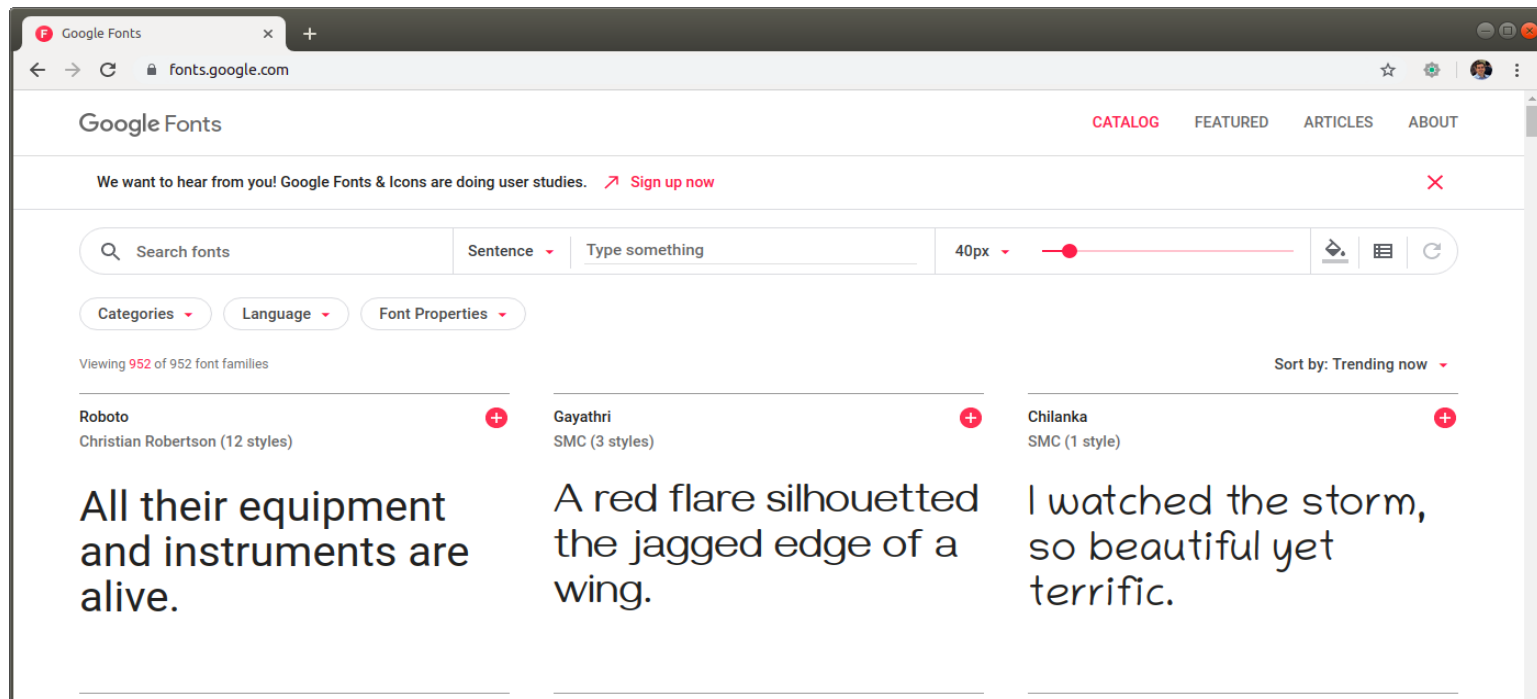 Google Fonts
fonts.google.com
Google Fonts
CATALOG FEATURED ARTICLES ABOUT
We want to hear from you! Google Fonts & Icons are doing user studies. Sign up now
Search fonts Sentence Type something 40px
Categories Language Font Properties
Viewing 952 of 952 font families Sort by: Trending now
Roboto
Christian Robertson (12 styles)
All their equipment
and instruments are
alive.
Gayathri
SMC (3 styles)
A red flare silhouetted
the jagged edge of a
wing.
Chilanka
SMC (1 style)
I watched the storm,
so beautiful yet
terrific.